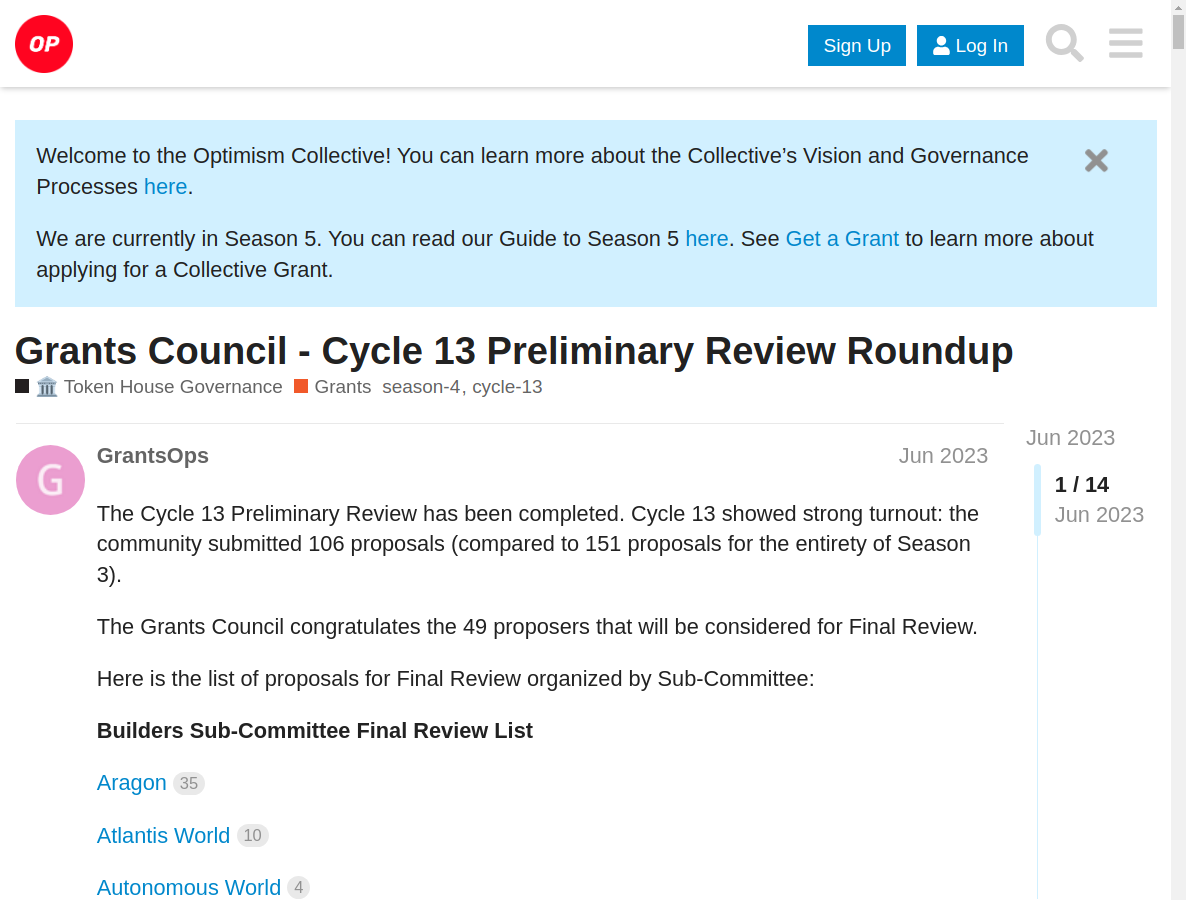 OP
Sign Up
Log In
Welcome to the Optimism Collective! You can learn more about the Collective’s Vision and Governance
Processes here.
We are currently in Season 5. You can read our Guide to Season 5 here. See Get a Grant to learn more about
applying for a Collective Grant.
Grants Council - Cycle 13 Preliminary Review Roundup
Token House Governance Grants season-4, cycle-13
G
GrantsOps
Jun 2023
The Cycle 13 Preliminary Review has been completed. Cycle 13 showed strong turnout: the
community submitted 106 proposals (compared to 151 proposals for the entirety of Season
3).
The Grants Council congratulates the 49 proposers that will be considered for Final Review.
Here is the list of proposals for Final Review organized by Sub-Committee:
Builders Sub-Committee Final Review List
Aragon 35
Atlantis World 10
Autonomous World 4
Jun 2023
1 / 14
Jun 2023